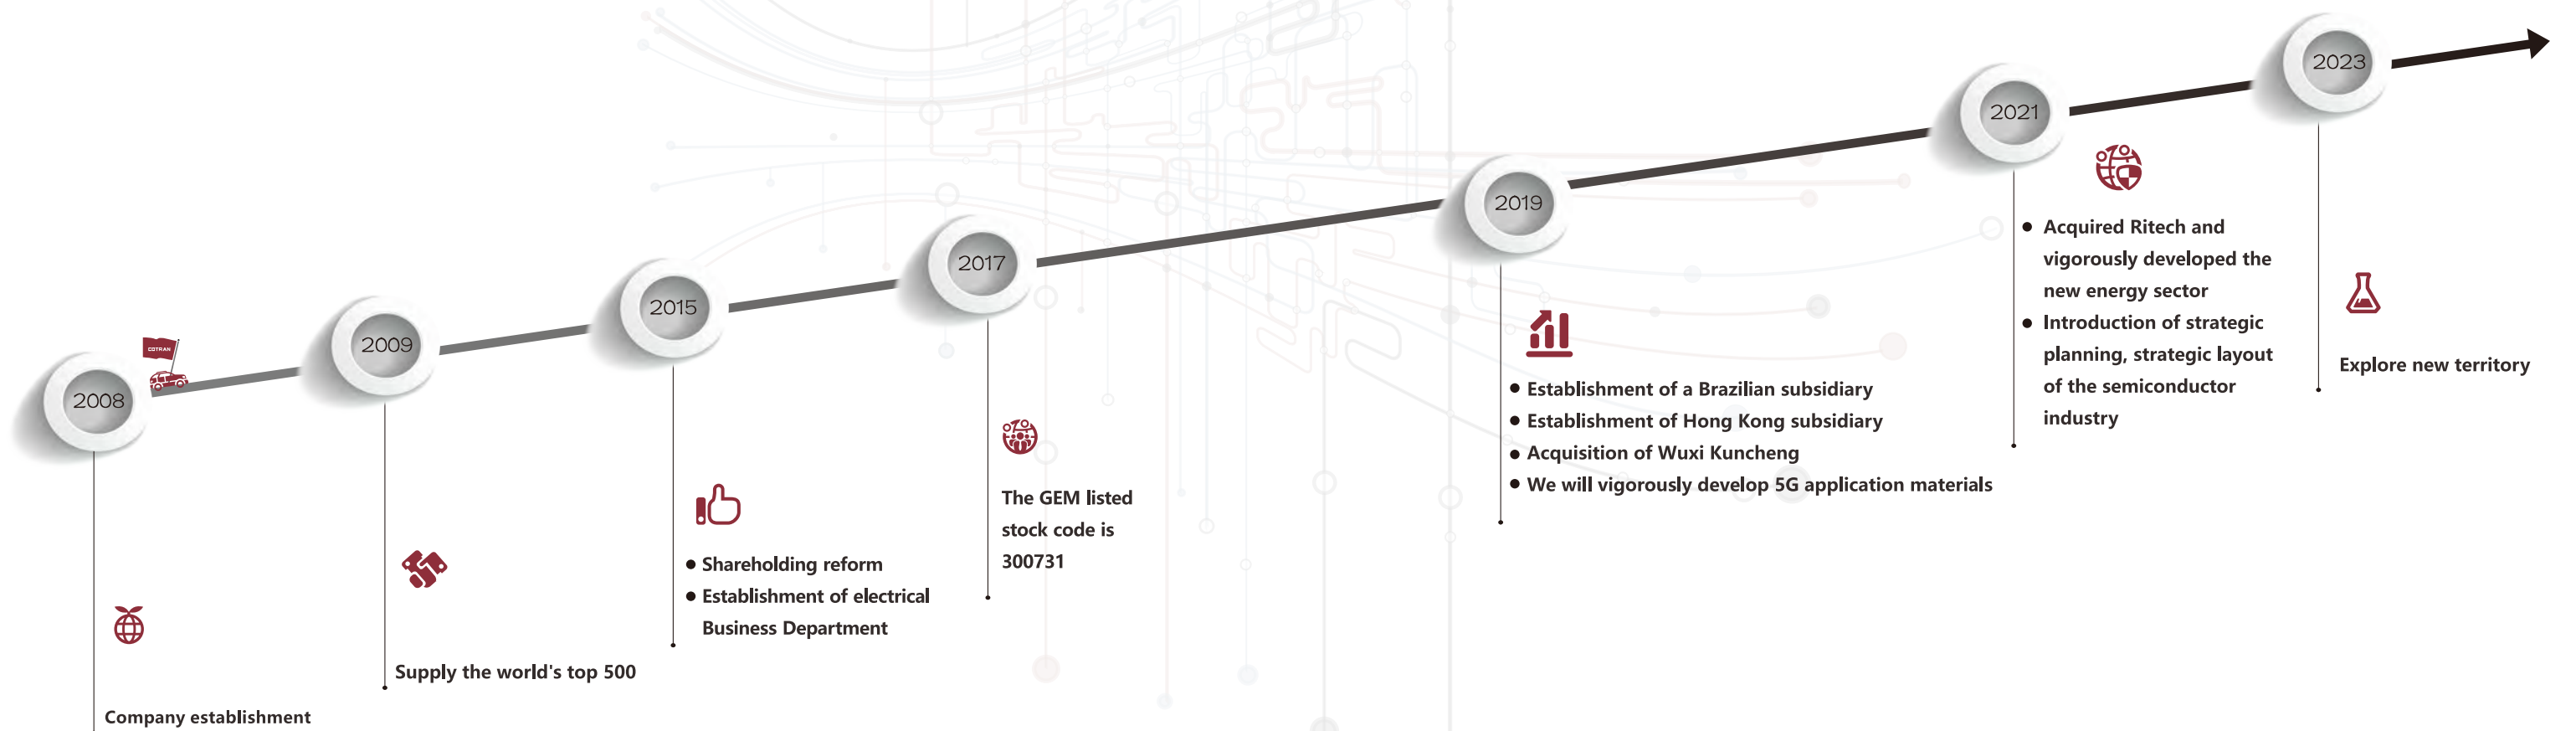 2008
COTRAN
Company establishment
2009
Supply the world's top 500
2015
● Shareholding reform
● Establishment of electrical
Business Department
2017
The GEM listed
stock code is
300731
2019
● Establishment of a Brazilian subsidiary
● Establishment of Hong Kong subsidiary
● Acquisition of Wuxi Kuncheng
● We will vigorously develop 5G application materials
2021
● Acquired Ritech and
vigorously developed the
new energy sector
● Introduction of strategic
planning, strategic layout
of the semiconductor
industry
2023
Explore new territory